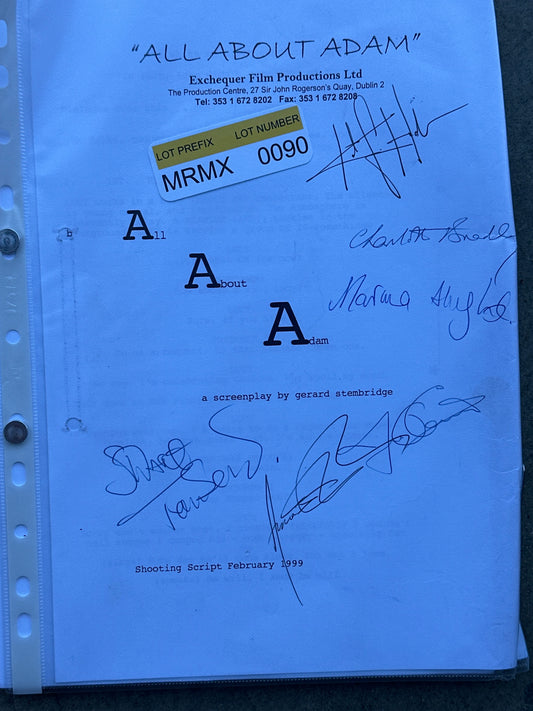 "ALL ABOUT ADAM"
Exchequer Film Productions Ltd
The Production Centre, 27 Sir John Rogerson's Quay, Dublin 2
Tel: 353 1 672 8202 Fax: 353 1 672 8208
LOT PREFIX LOT NUMBER
MRMX 0090
All
About
Adam
Charlotte
a screenplay by gerard stembridge
Shooting Script February 1999